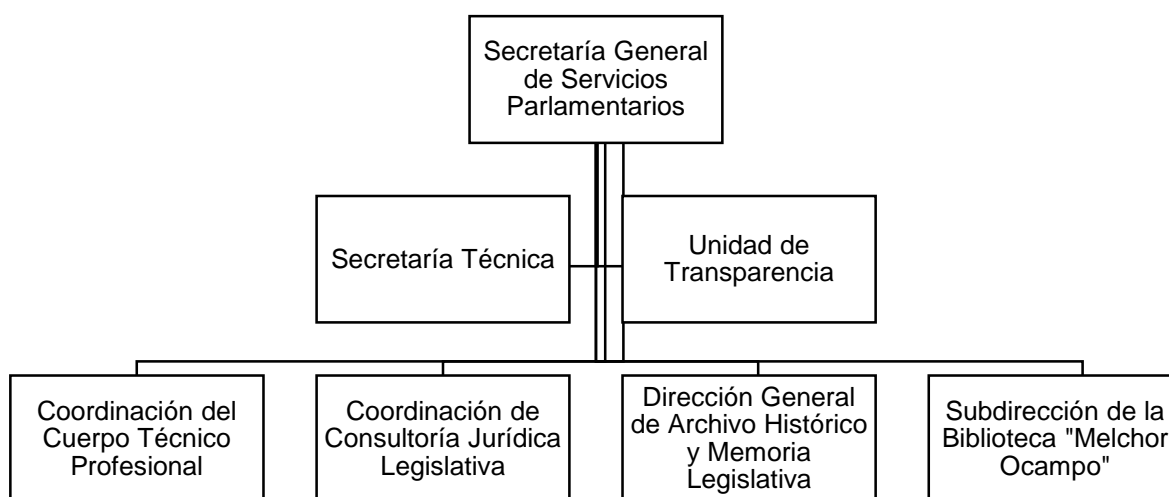 Secretaría General
de Servicios
Parlamentarios
Secretaría Técnica
Unidad de
Transparencia
Coordinación del
Cuerpo Técnico
Profesional
Coordinación de
Consultoría Jurídica
Legislativa
Dirección General
de Archivo Histórico
y Memoria
Legislativa
Subdirección de la
Biblioteca "Melchor
Ocampo"